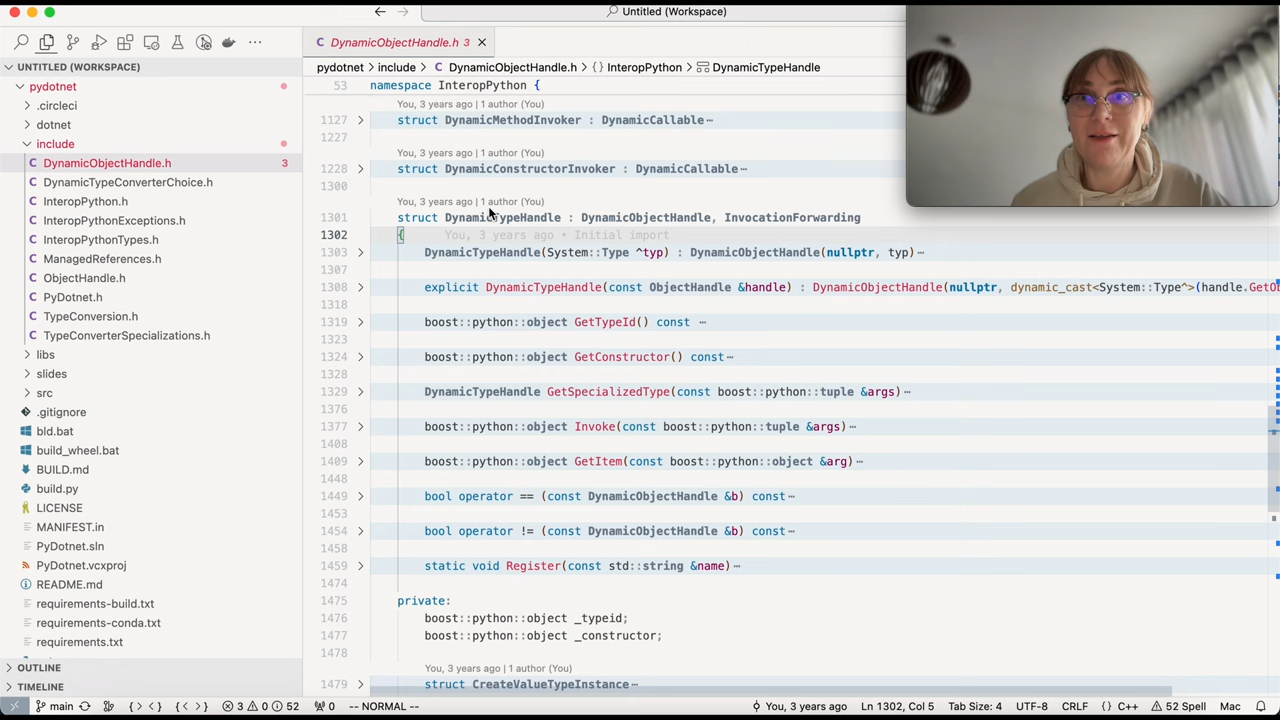 Untitled (Workspace)
UNTITLED (WORKSPACE)
pydotnet
.circleci
dotnet
include
DynamicObjectHandle.h 3
DynamicTypeConverterChoice.h
InteropPython.h
InteropPythonExceptions.h
InteropPythonTypes.h
ManagedReferences.h
ObjectHandle.h
PyDotnet.h
TypeConversion.h
TypeConverterSpecializations.h
libs
slides
src
.gitignore
bld.bat
build_wheel.bat
BUILD.md
build.py
LICENSE
MANIFEST.in
PyDotnet.sln
PyDotnet.vcxproj
README.md
requirements-build.txt
requirements-conda.txt
requirements.txt
OUTLINE
TIMELINE
DynamicObjectHandle.h 3
pydotnet > include > C DynamicObjectHandle.h > {} InteropPython > DynamicTypeHandle
53 namespace InteropPython {
You, 3 years ago | 1 author (You)
1127 struct DynamicMethodInvoker : DynamicCallable
1227
You, 3 years ago | 1 author (You)
1228 struct DynamicConstructorInvoker : DynamicCallable
1300
You, 3 years ago | 1 author (You)
1301 struct DynamicTypeHandle : DynamicObjectHandle, InvocationForwarding
1302 { You, 3 years ago • Initial import
1303 DynamicTypeHandle(System::Type ^typ) : DynamicObjectHandle(nullptr, typ)
1307
1308 explicit DynamicTypeHandle(const ObjectHandle &handle) : DynamicObjectHandle(nullptr, dynamic_cast<System::Type^>(handle.GetOb
1318
1319 boost::python::object GetTypeId() const
1323
1324 boost::python::object GetConstructor() const
1328
1329 DynamicTypeHandle GetSpecializedType(const boost::python::tuple &args)
1376
1377 boost::python::object Invoke(const boost::python::tuple &args)
1408
1409 boost::python::object GetItem(const boost::python::object &arg)
1448
1449 bool operator == (const DynamicObjectHandle &b) const
1453
1454 bool operator != (const DynamicObjectHandle &b) const
1458
1459 static void Register(const std::string &name)
1474
1475 private:
1476 boost::python::object _typeid;
1477 boost::python::object _constructor;
1478
You, 3 years ago | 1 author (You)
1479 struct CreateValueTypeInstance
main 3 0 52 0 -- NORMAL -- You, 3 years ago Ln 1302, Col 5 Tab Size: 4 UTF-8 CRLF {} C++ 52 Spell Mac